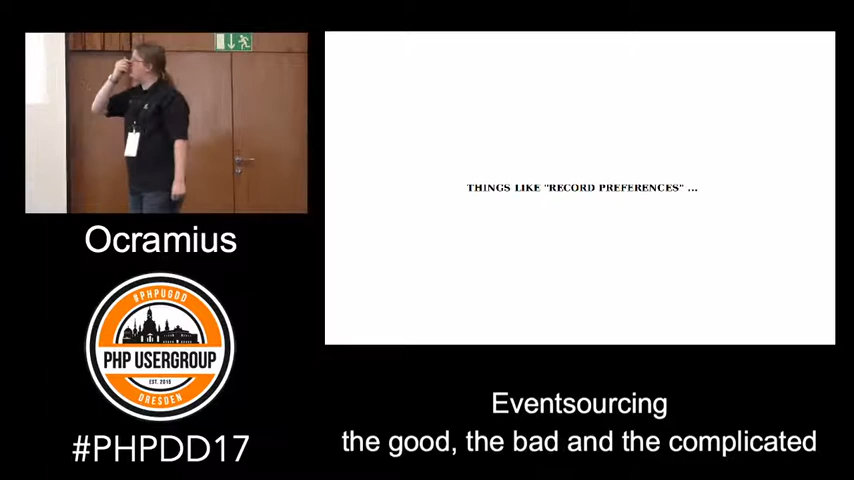 THINGS LIKE "RECORD PREFERENCES" ...
Ocramius
#PHPUGDD
PHP USERGROUP
EST. 2010
DRESDEN
#PHPDD17
Eventsourcing
the good, the bad and the complicated